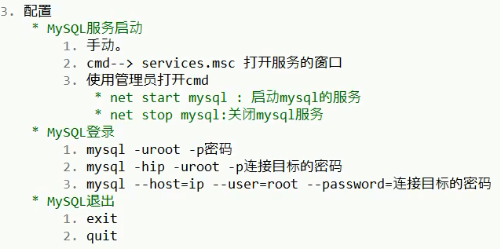 3. 配置
* MySQL服务启动
1. 手动。
2. cmd--> services.msc 打开服务的窗口
3. 使用管理员打开cmd
* net start mysql : 启动mysql的服务
* net stop mysql:关闭mysql服务
* MySQL登录
1. mysql -uroot -p密码
2. mysql -hip -uroot -p连接目标的密码
3. mysql --host=ip --user=root --password=连接目标的密码
* MySQL退出
1. exit
2. quit